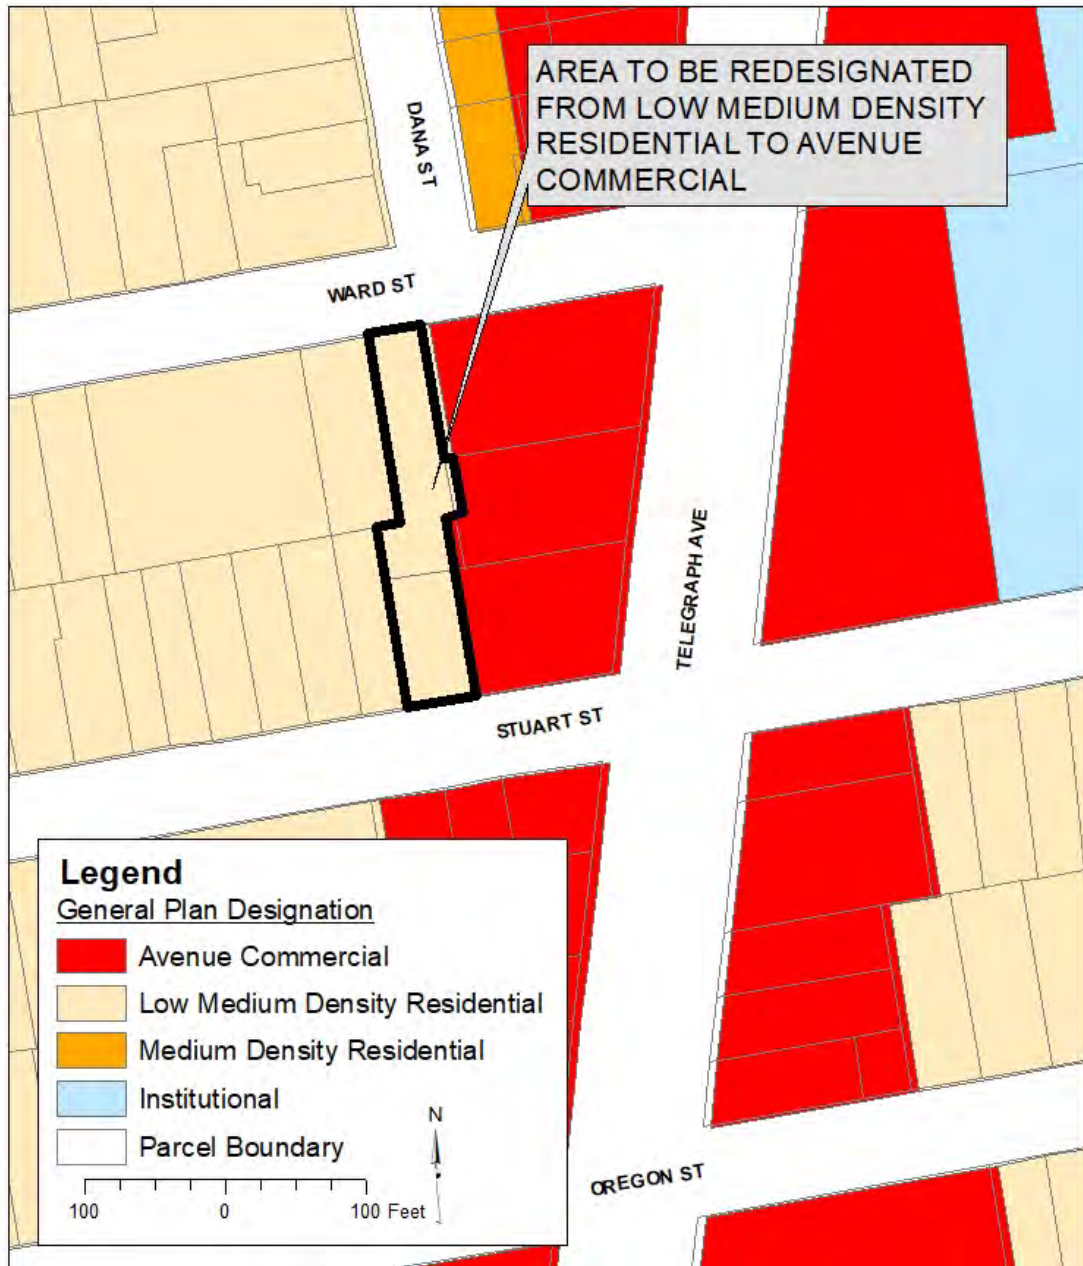 AREA TO BE REDESIGNATED
FROM LOW MEDIUM DENSITY
RESIDENTIAL TO AVENUE
COMMERCIAL
DANA ST
WARD ST
TELEGRAPH AVE
STUART ST
OREGON ST
Legend
General Plan Designation
Avenue Commercial
Low Medium Density Residential
Medium Density Residential
Institutional
Parcel Boundary
N
100 0 100 Feet